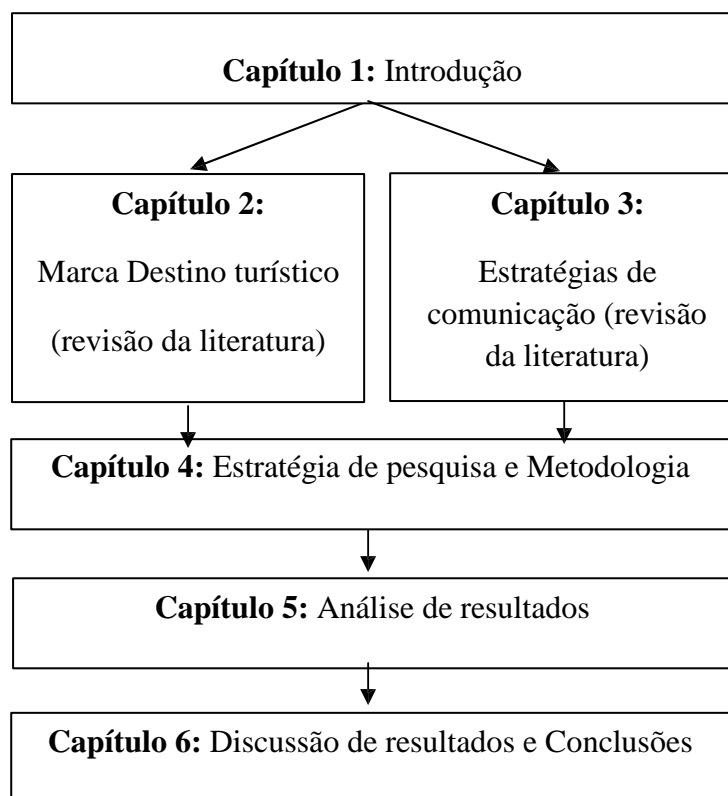 Capítulo 1: Introdução
Capítulo 2:
Marca Destino turístico
(revisão da literatura)
Capítulo 3:
Estratégias de
comunicação (revisão
da literatura)
Capítulo 4: Estratégia de pesquisa e Metodologia
Capítulo 5: Análise de resultados
Capítulo 6: Discussão de resultados e Conclusões